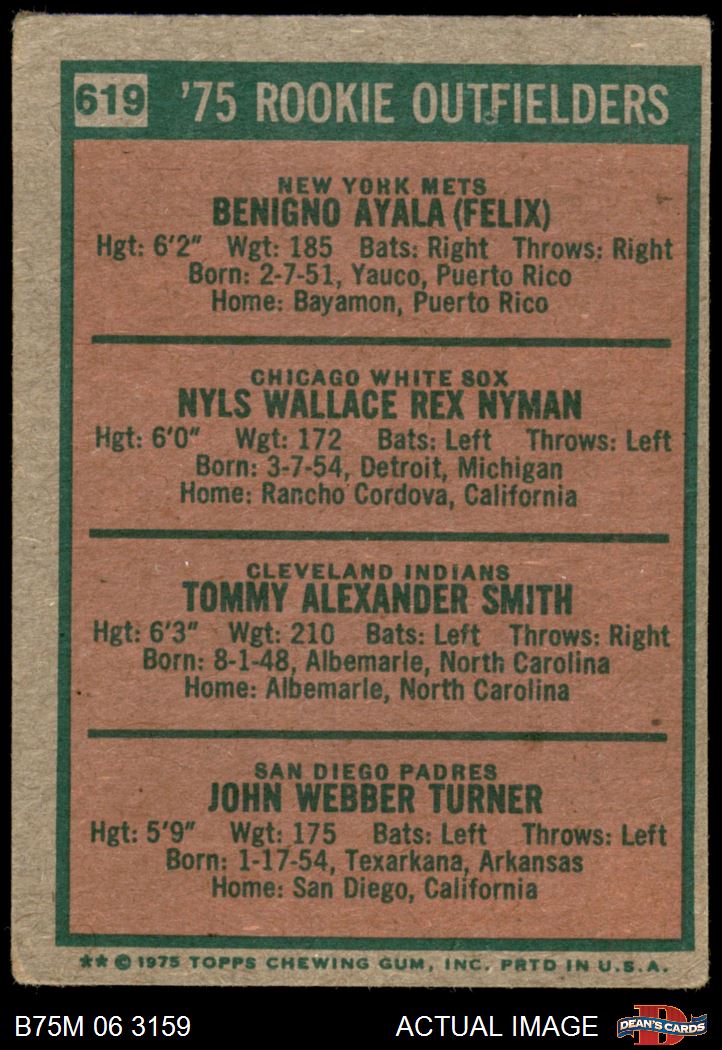 619 '75 ROOKIE OUTFIELDERS
NEW YORK METS
BENIGNO AYALA (FELIX)
Hgt: 6'2" Wgt: 185 Bats: Right Throws: Right
Born: 2-7-51, Yauco, Puerto Rico
Home: Bayamon, Puerto Rico
CHICAGO WHITE SOX
NYLS WALLACE REX NYMAN
Hgt: 6'0" Wgt: 172 Bats: Left Throws: Left
Born: 3-7-54, Detroit, Michigan
Home: Rancho Cordova, California
CLEVELAND INDIANS
TOMMY ALEXANDER SMITH
Hgt: 6'3" Wgt: 210 Bats: Left Throws: Right
Born: 8-1-48, Albemarle, North Carolina
Home: Albemarle, North Carolina
SAN DIEGO PADRES
JOHN WEBBER TURNER
Hgt: 5'9" Wgt: 175 Bats: Left Throws: Left
Born: 1-17-54, Texarkana, Arkansas
Home: San Diego, California
** © 1975 TOPPS CHEWING GUM, INC. PRTD IN U.S.A.
B75M 06 3159 ACTUAL IMAGE D DEAN'S CARDS